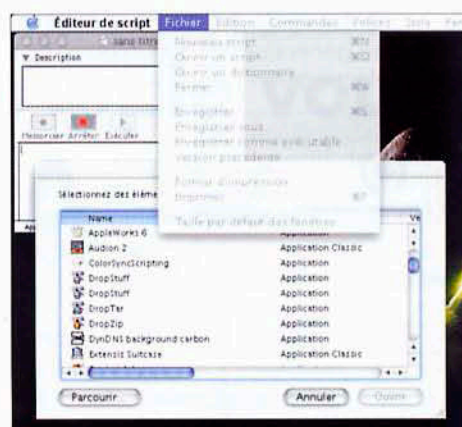 Éditeur de script Fichier Edition Commandes Polices Style
sans titre
Description
Arrêter Exécuter
Nouveau script ⌘N
Ouvrir un script... ⌘O
Ouvrir un dictionnaire...
Fermer ⌘W
Enregistrer ⌘S
Enregistrer sous...
Enregistrer comme exécutable
Version précédente
Format d'impression...
Imprimer... ⌘P
Taille par défaut des fenêtres
Sélectionnez des éléme
Name
AppleWorks 6 Application
Audion 2 Application Classic
ColorSyncScripting Application
DropStuff Application
DropStuff Application
DropTar Application
DropZip Application
DynDNS background carbon Application
Extensis Suitcase Application Classic
Parcourir... Annuler Ouvrir